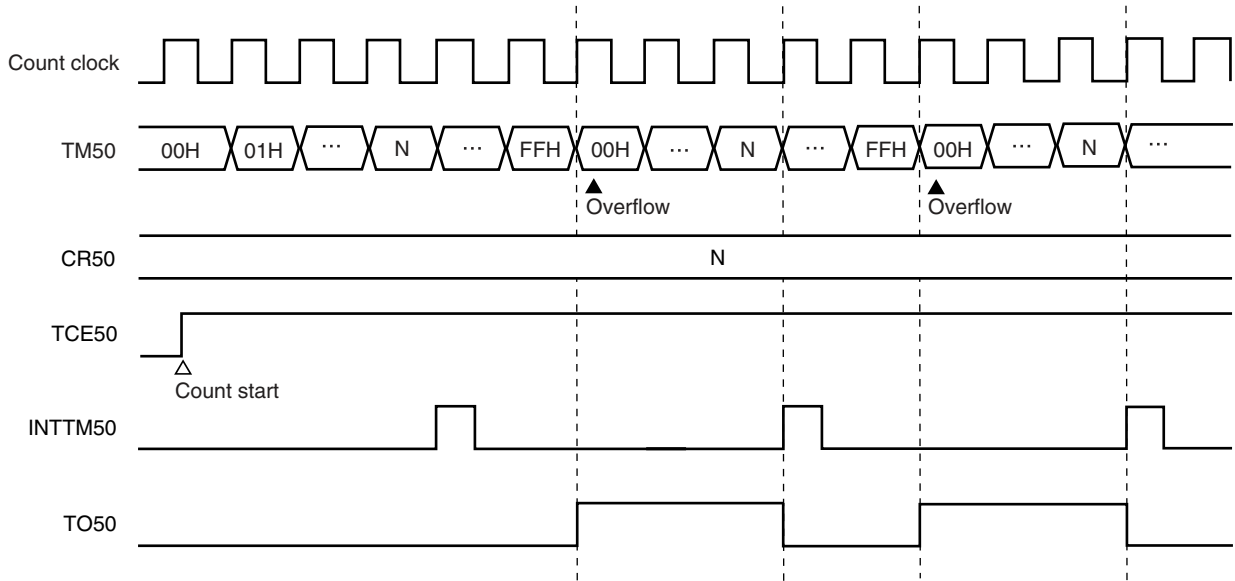 Count clock
TM50 00H 01H ... N ... FFH 00H ... N ... FFH 00H ... N ...
Overflow Overflow
CR50 N
TCE50
Count start
INTTM50
TO50